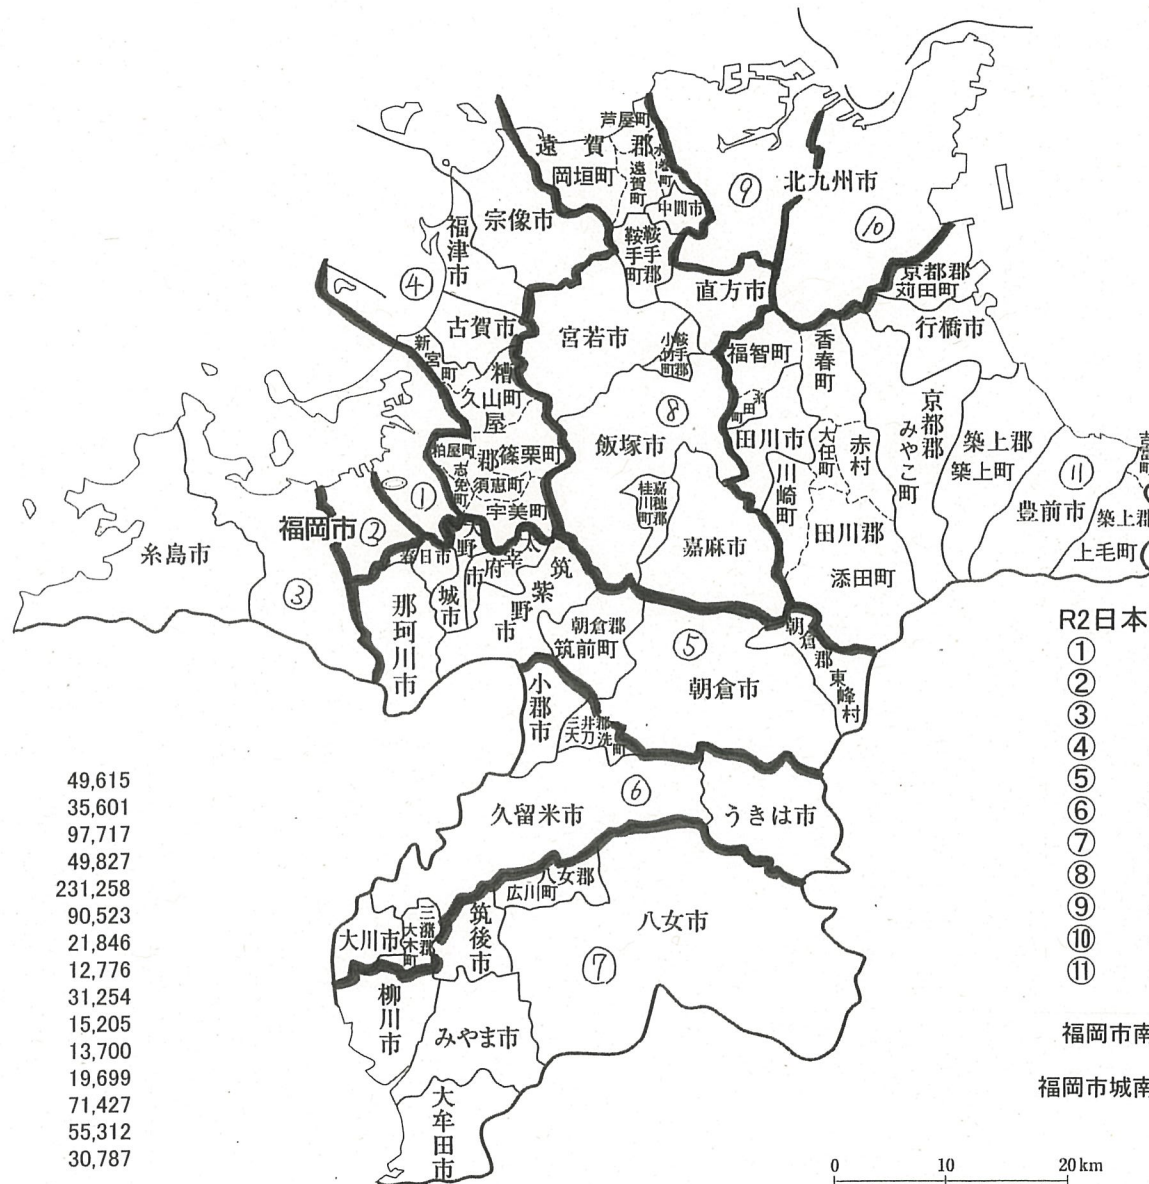 芦屋町
遠賀郡
岡垣町
遠賀町
水巻町
中間市
⑨
北九州市
⑩
宗像市
福津市
鞍手郡
鞍手町
直方市
京都郡
苅田町
行橋市
④
古賀市
新宮町
宮若市
小竹町
鞍手郡
福智町
香春町
糟屋郡
久山町
⑧
糸田町
田川市
大任町
赤村
京都郡
みやこ町
築上郡
築上町
⑪
豊前市
築上郡
上毛町
飯塚市
粕屋町
志免町
篠栗町
須恵町
宇美町
桂川町
嘉穂郡
川崎町
田川郡
添田町
嘉麻市
①
福岡市
②
③
糸島市
春日市
大野城市
太宰府市
筑紫野市
那珂川市
朝倉郡
筑前町
⑤
朝倉市
朝倉郡
東峰村
小郡市
三井郡
大刀洗町
⑥
久留米市
うきは市
八女郡
広川町
八女市
筑後市
大川市
三潴郡
大木町
⑦
柳川市
みやま市
大牟田市
49,615
35,601
97,717
49,827
231,258
90,523
21,846
12,776
31,254
15,205
13,700
19,699
71,427
55,312
30,787
R2日本
①
②
③
④
⑤
⑥
⑦
⑧
⑨
⑩
⑪
福岡市南
福岡市城南
0 10 20km